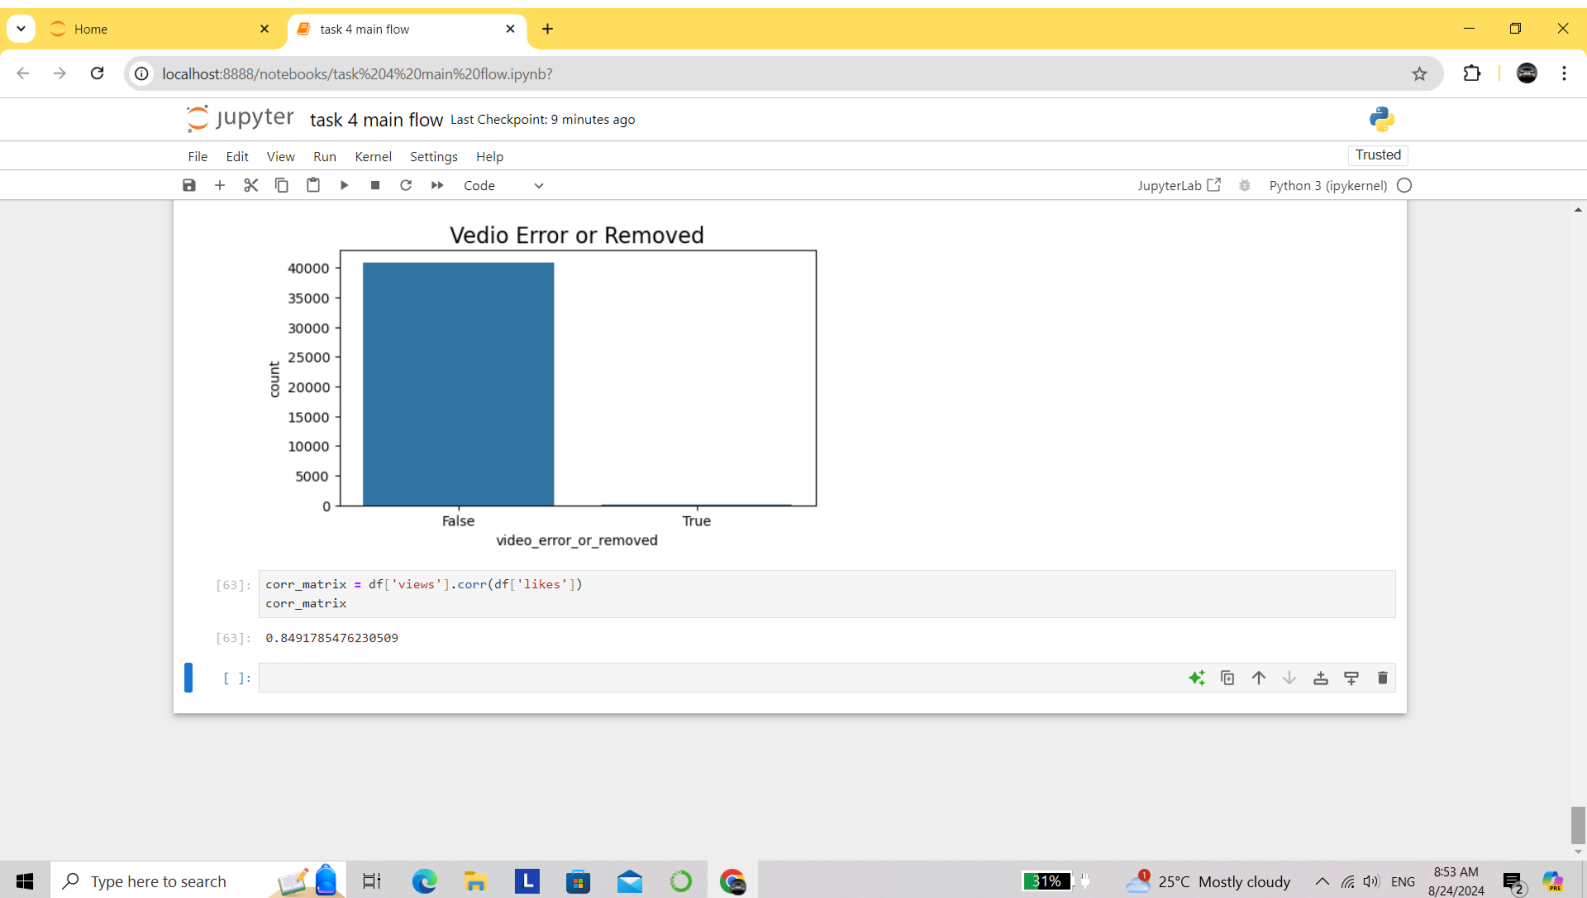 Home
task 4 main flow
localhost:8888/notebooks/task%204%20main%20flow.ipynb?
jupyter task 4 main flow Last Checkpoint: 9 minutes ago
File Edit View Run Kernel Settings Help Trusted
Code JupyterLab Python 3 (ipykernel)
Vedio Error or Removed
40000
35000
30000
25000
20000
15000
10000
5000
0
count
False True
video_error_or_removed
[63]: corr_matrix = df['views'].corr(df['likes'])
corr_matrix
[63]: 0.8491785476230509
[ ]:
Type here to search
L
31%
1
25°C Mostly cloudy
ENG
8:53 AM
8/24/2024
2
PRE